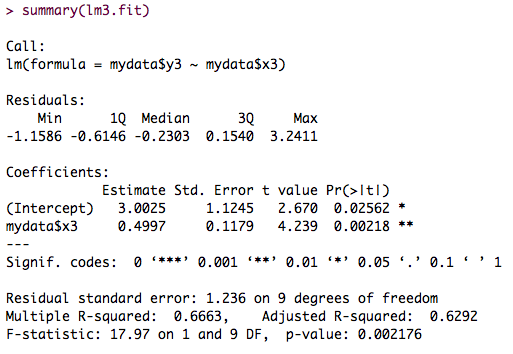 > summary(lm3.fit)

Call:
lm(formula = mydata$y3 ~ mydata$x3)

Residuals:
    Min      1Q  Median      3Q     Max
-1.1586 -0.6146 -0.2303  0.1540  3.2411

Coefficients:
            Estimate Std. Error t value Pr(>|t|)
(Intercept)   3.0025     1.1245   2.670  0.02562 *
mydata$x3     0.4997     0.1179   4.239  0.00218 **
---
Signif. codes:  0 ‘***’ 0.001 ‘**’ 0.01 ‘*’ 0.05 ‘.’ 0.1 ‘ ’ 1

Residual standard error: 1.236 on 9 degrees of freedom
Multiple R-squared:  0.6663,    Adjusted R-squared:  0.6292
F-statistic: 17.97 on 1 and 9 DF,  p-value: 0.002176